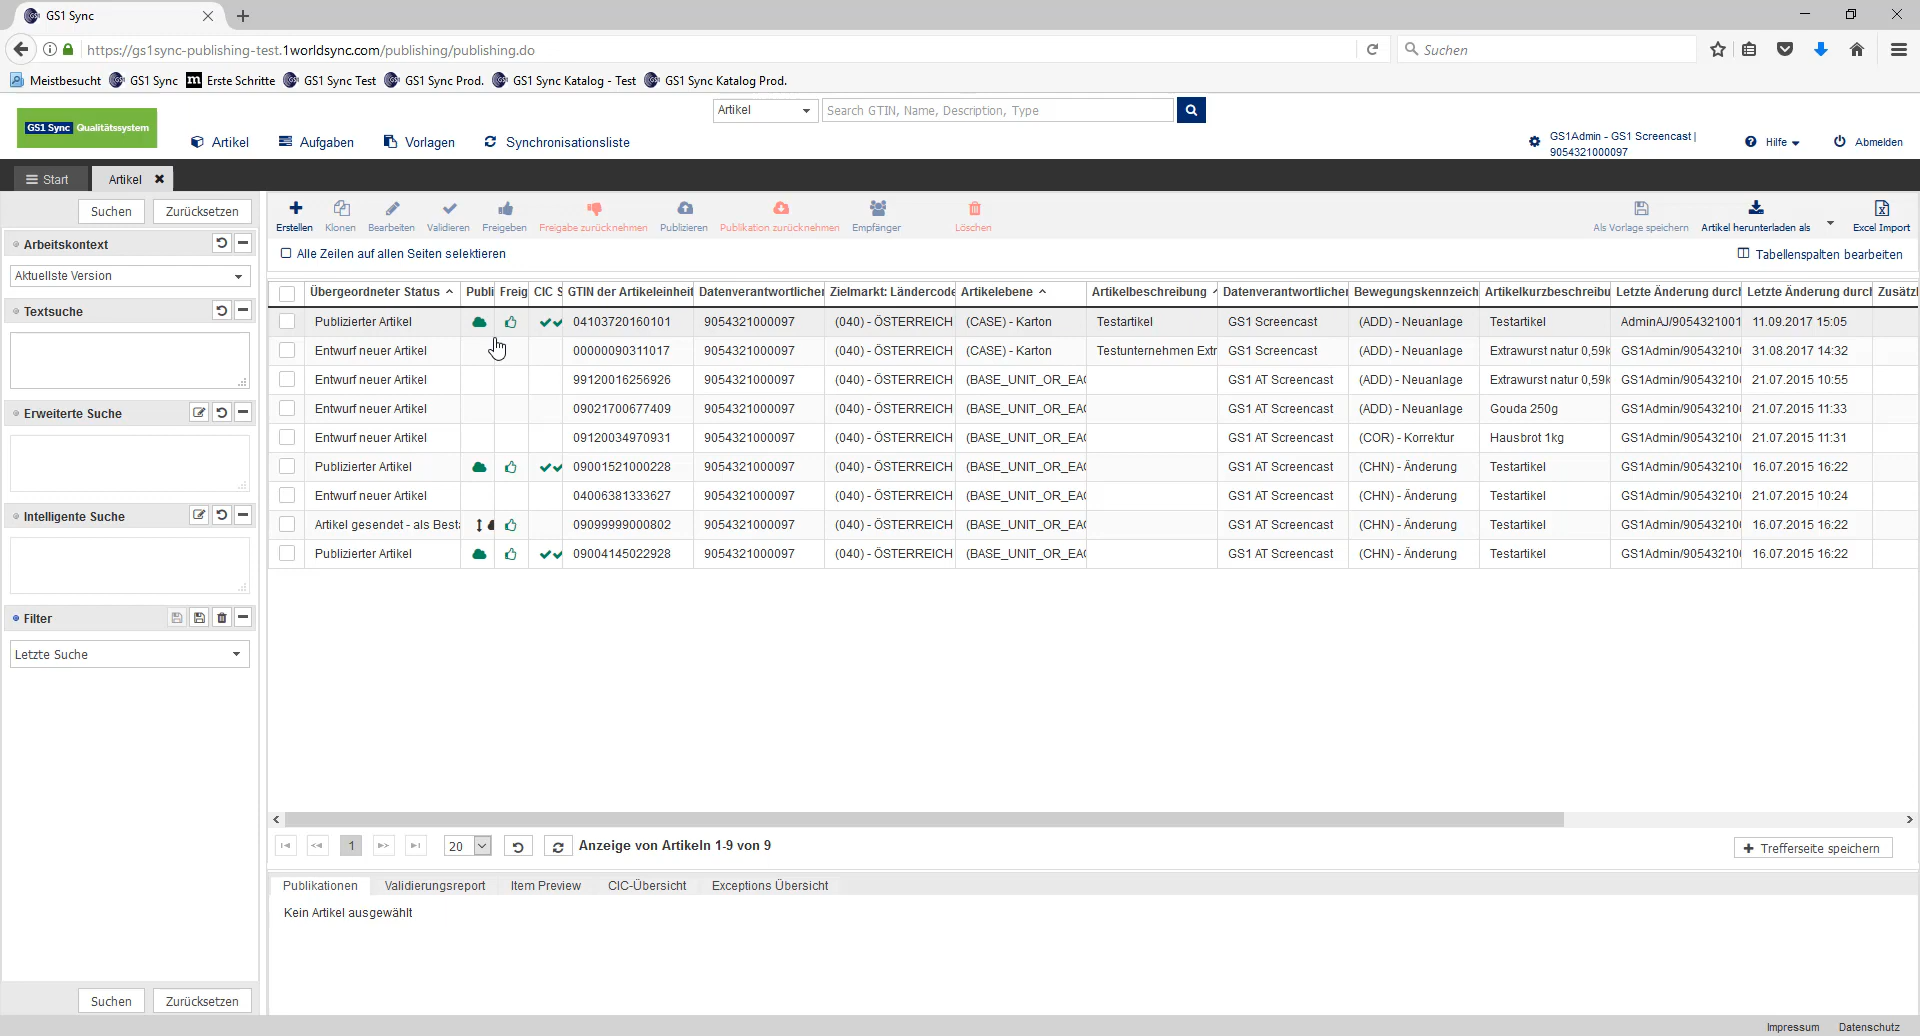 GS1 Sync
https://gs1sync-publishing-test.1worldsync.com/publishing/publishing.do
Suchen
Meistbesucht GS1 Sync Erste Schritte GS1 Sync Test GS1 Sync Prod. GS1 Sync Katalog - Test GS1 Sync Katalog Prod.
GS1 Sync Qualitätssystem
Artikel
Search GTIN, Name, Description, Type
Artikel Aufgaben Vorlagen Synchronisationsliste
GS1Admin - GS1 Screencast |
9054321000097
Hilfe
Abmelden
Start Artikel
Suchen Zurücksetzen
Erstellen Klonen Bearbeiten Validieren Freigeben Freigabe zurücknehmen Publizieren Publikation zurücknehmen Empfänger Löschen Als Vorlage speichern Artikel herunterladen als Excel Import
Alle Zeilen auf allen Seiten selektieren
Tabellenspalten bearbeiten
Arbeitskontext
Aktuellste Version
Textsuche
Erweiterte Suche
Intelligente Suche
Filter
Letzte Suche
Suchen Zurücksetzen
Übergeordneter Status Publi Freig CIC S GTIN der Artikeleinheit Datenverantwortlicher Zielmarkt: Ländercode Artikelebene Artikelbeschreibung Datenverantwortlicher Bewegungskennzeich Artikelkurzbeschreibu Letzte Änderung durc Letzte Änderung durc Zusätzl
Publizierter Artikel 04103720160101 9054321000097 (040) - ÖSTERREICH (CASE) - Karton Testartikel GS1 Screencast (ADD) - Neuanlage Testartikel AdminAJ/9054321001 11.09.2017 15:05
Entwurf neuer Artikel 00000090311017 9054321000097 (040) - ÖSTERREICH (CASE) - Karton Testunternehmen Extr GS1 Screencast (ADD) - Neuanlage Extrawurst natur 0,59k GS1Admin/905432100 31.08.2017 14:32
Entwurf neuer Artikel 99120016256926 9054321000097 (040) - ÖSTERREICH (BASE_UNIT_OR_EAC GS1 AT Screencast (ADD) - Neuanlage Extrawurst natur 0,59k GS1Admin/905432100 21.07.2015 10:55
Entwurf neuer Artikel 09021700677409 9054321000097 (040) - ÖSTERREICH (BASE_UNIT_OR_EAC GS1 AT Screencast (ADD) - Neuanlage Gouda 250g GS1Admin/905432100 21.07.2015 11:33
Entwurf neuer Artikel 09120034970931 9054321000097 (040) - ÖSTERREICH (BASE_UNIT_OR_EAC GS1 AT Screencast (COR) - Korrektur Hausbrot 1kg GS1Admin/905432100 21.07.2015 11:31
Publizierter Artikel 09001521000228 9054321000097 (040) - ÖSTERREICH (BASE_UNIT_OR_EAC GS1 AT Screencast (CHN) - Änderung Testartikel GS1Admin/905432100 16.07.2015 16:22
Entwurf neuer Artikel 04006381333627 9054321000097 (040) - ÖSTERREICH (BASE_UNIT_OR_EAC GS1 AT Screencast (CHN) - Änderung Testartikel GS1Admin/905432100 21.07.2015 10:24
Artikel gesendet - als Besta 09099999000802 9054321000097 (040) - ÖSTERREICH (BASE_UNIT_OR_EAC GS1 AT Screencast (CHN) - Änderung Testartikel GS1Admin/905432100 16.07.2015 16:22
Publizierter Artikel 09004145022928 9054321000097 (040) - ÖSTERREICH (BASE_UNIT_OR_EAC GS1 AT Screencast (CHN) - Änderung Testartikel GS1Admin/905432100 16.07.2015 16:22
1 20 Anzeige von Artikeln 1-9 von 9
Trefferseite speichern
Publikationen Validierungsreport Item Preview CIC-Übersicht Exceptions Übersicht
Kein Artikel ausgewählt
Impressum Datenschutz